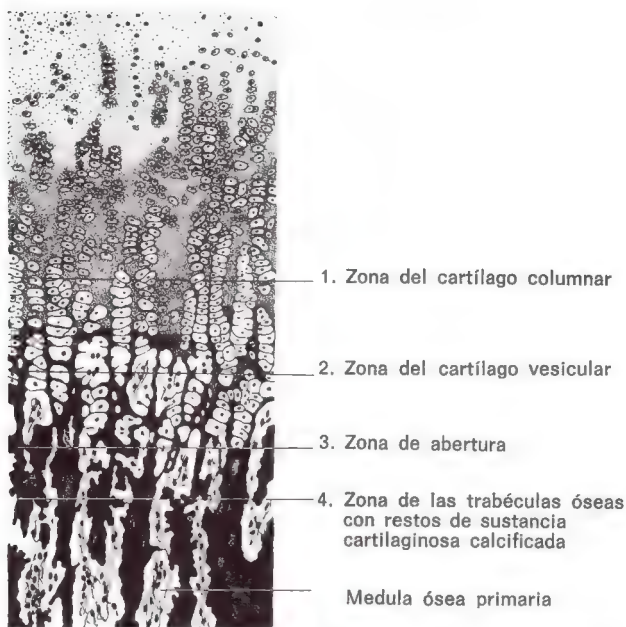 1. Zona del cartílago columnar
2. Zona del cartílago vesicular
3. Zona de abertura
4. Zona de las trabéculas óseas
con restos de sustancia
cartilaginosa calcificada
Medula ósea primaria